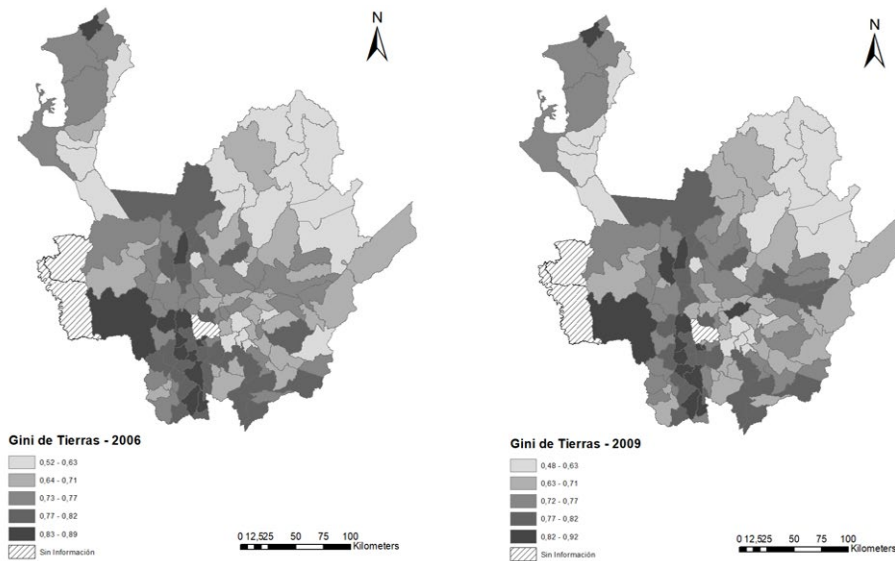 N
Gini de Tierras - 2006
0,52 - 0,63
0,64 - 0,71
0,73 - 0,77
0,77 - 0,82
0,83 - 0,89
Sin Información
0 12,525 50 75 100
Kilometers
N
Gini de Tierras - 2009
0,48 - 0,63
0,63 - 0,71
0,72 - 0,77
0,77 - 0,82
0,82 - 0,92
Sin Información
0 12,525 50 75 100
Kilometers